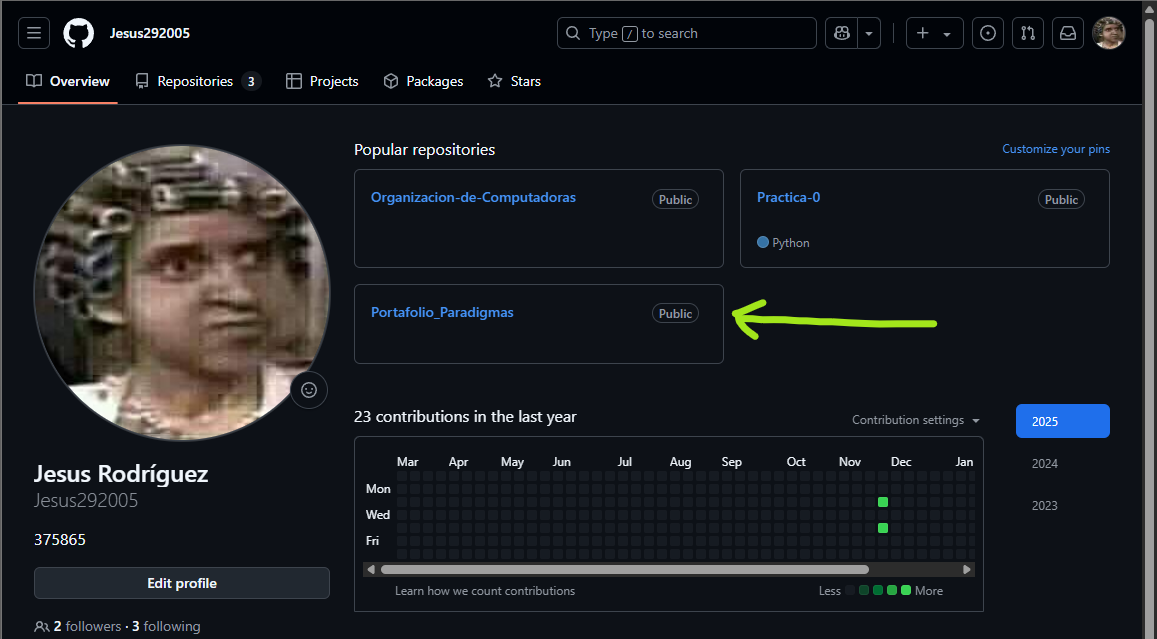 Jesus292005
Type / to search
Overview
Repositories 3
Projects
Packages
Stars
Popular repositories
Customize your pins
Organizacion-de-Computadoras
Public
Practica-0
Public
Python
Portafolio_Paradigmas
Public
23 contributions in the last year
Contribution settings
2025
2024
2023
Mar Apr May Jun Jul Aug Sep Oct Nov Dec Jan
Mon
Wed
Fri
Learn how we count contributions
Less More
Jesus Rodríguez
Jesus292005
375865
Edit profile
2 followers · 3 following